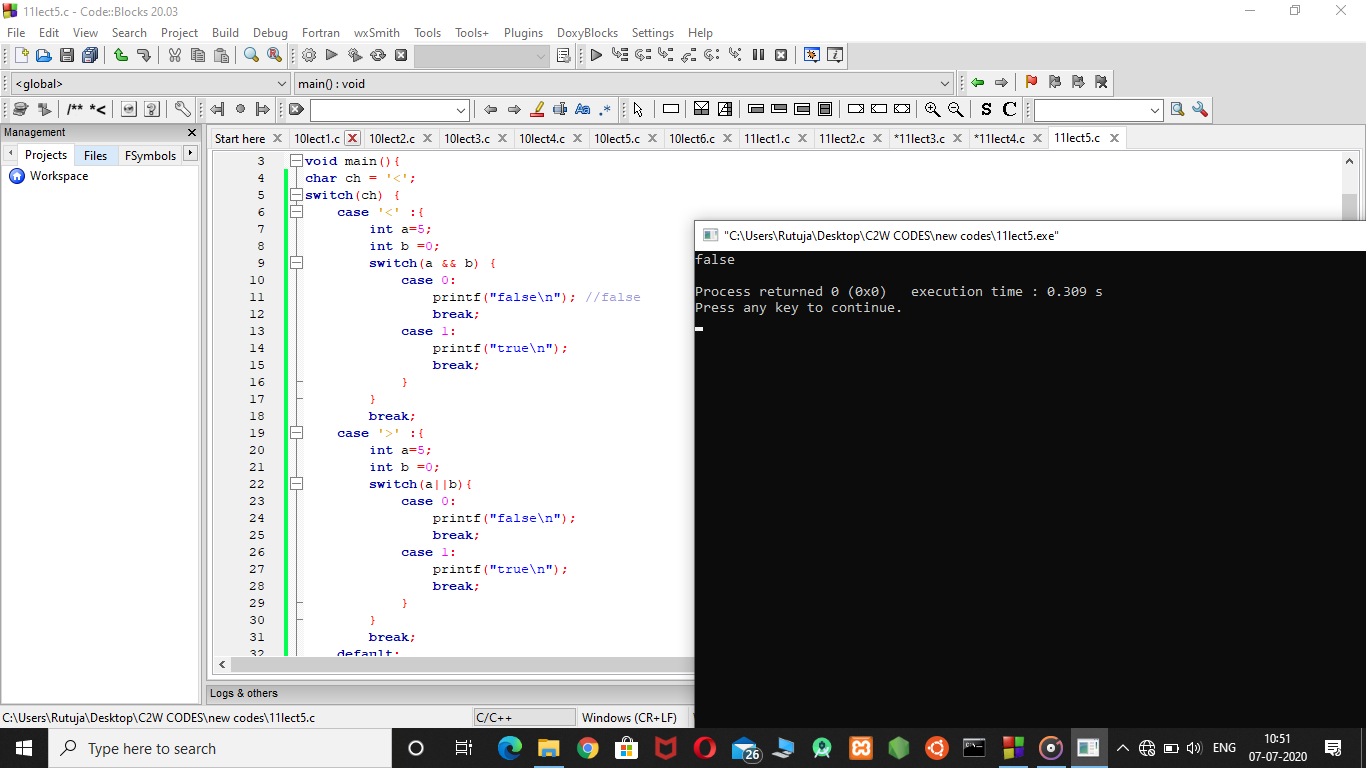 11lect5.c - Code::Blocks 20.03
File Edit View Search Project Build Debug Fortran wxSmith Tools Tools+ Plugins DoxyBlocks Settings Help
<global> main() : void
/** *< Aa .* S C
Management
Projects Files FSymbols
Workspace
Start here 10lect1.c 10lect2.c 10lect3.c 10lect4.c 10lect5.c 10lect6.c 11lect1.c 11lect2.c *11lect3.c *11lect4.c 11lect5.c
3 void main(){
4 char ch = '<';
5 switch(ch) {
6 case '<' :{
7 int a=5;
8 int b =0;
9 switch(a && b) {
10 case 0:
11 printf("false\n"); //false
12 break;
13 case 1:
14 printf("true\n");
15 break;
16 }
17 }
18 break;
19 case '>' :{
20 int a=5;
21 int b =0;
22 switch(a||b){
23 case 0:
24 printf("false\n");
25 break;
26 case 1:
27 printf("true\n");
28 break;
29 }
30 }
31 break;
32 default:
"C:\Users\Rutuja\Desktop\C2W CODES\new codes\11lect5.exe"
false
Process returned 0 (0x0) execution time : 0.309 s
Press any key to continue.
Logs & others
C:\Users\Rutuja\Desktop\C2W CODES\new codes\11lect5.c C/C++ Windows (CR+LF)
Type here to search
26
ENG
10:51
07-07-2020